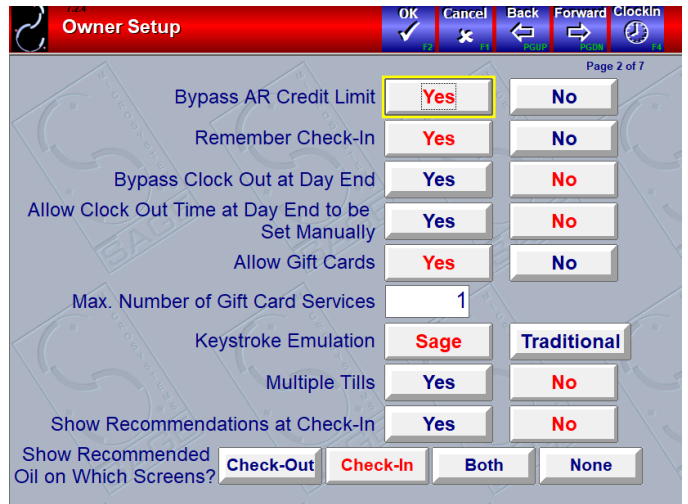 7.2.4
Owner Setup
OK Cancel Back Forward ClockIn
F2 F1 PGUP PGDN F4
Page 2 of 7
Bypass AR Credit Limit Yes No
Remember Check-In Yes No
Bypass Clock Out at Day End Yes No
Allow Clock Out Time at Day End to be
Set Manually Yes No
Allow Gift Cards Yes No
Max. Number of Gift Card Services 1
Keystroke Emulation Sage Traditional
Multiple Tills Yes No
Show Recommendations at Check-In Yes No
Show Recommended
Oil on Which Screens? Check-Out Check-In Both None